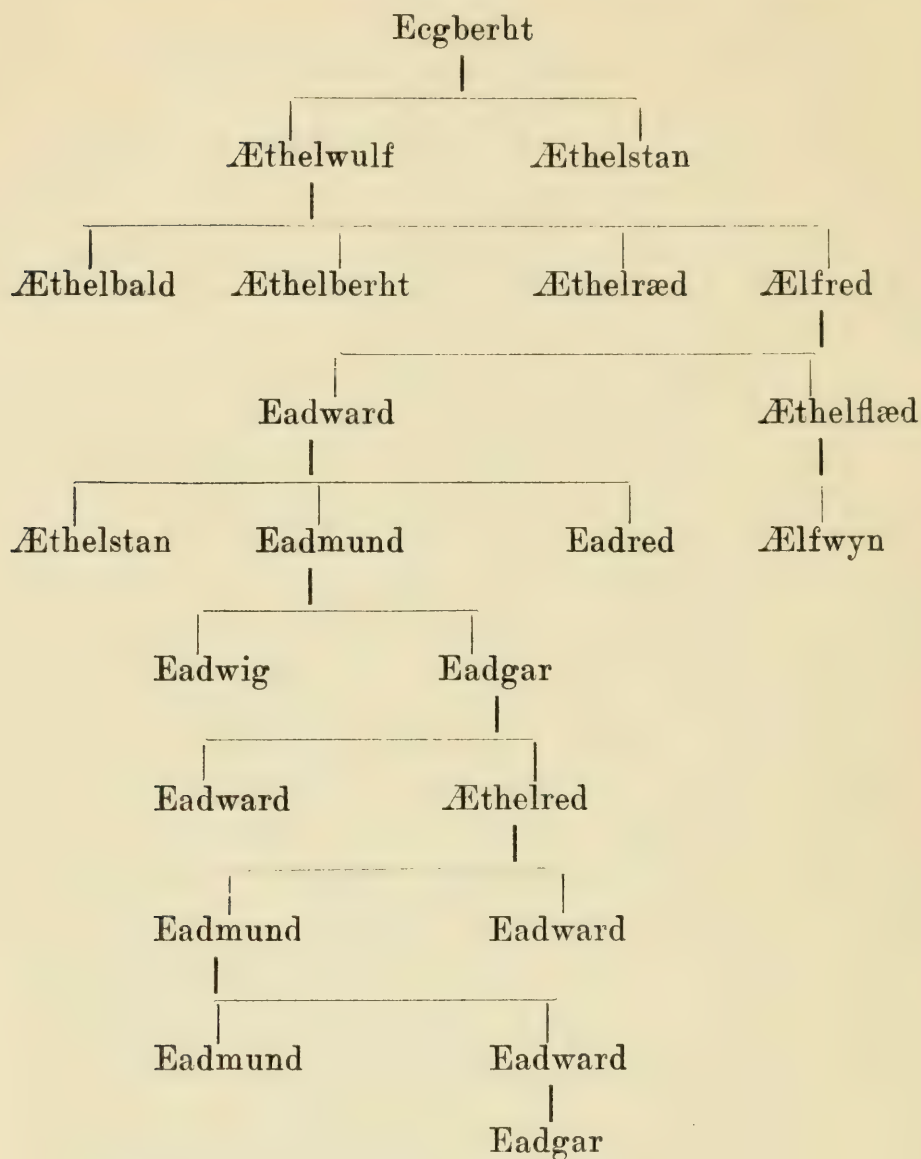 Ecgberht
Æthelwulf Æthelstan
Æthelbald Æthelberht Æthelræd Ælfred
Eadward Æthelflæd
Æthelstan Eadmund Eadred Ælfwyn
Eadwig Eadgar
Eadward Æthelred
Eadmund Eadward
Eadmund Eadward
Eadgar